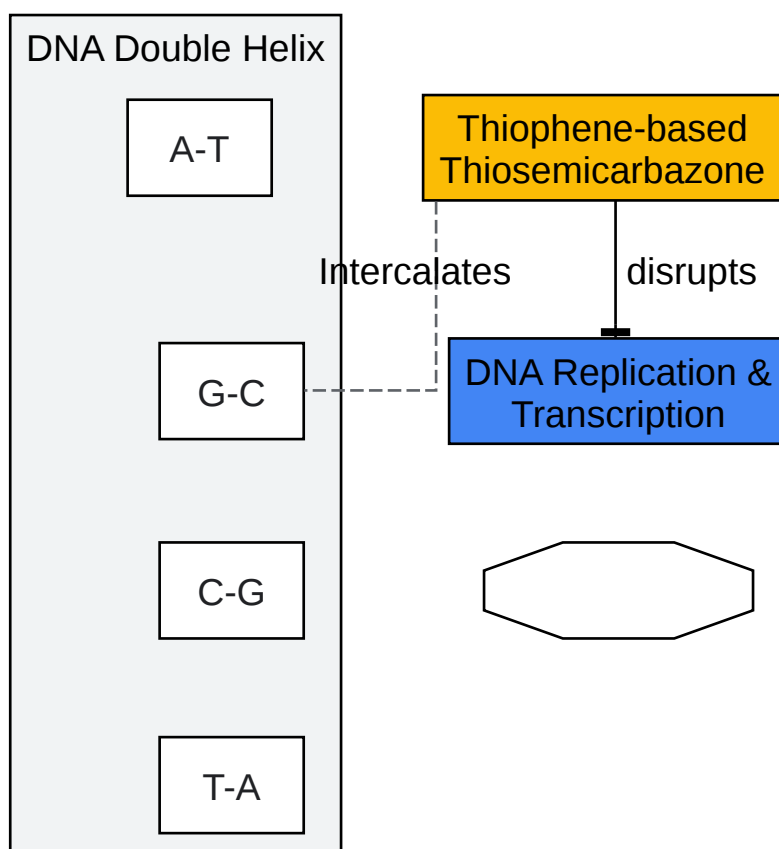 DNA Double Helix
A-T
Thiophene-based
Thiosemicarbazone
Intercalates
disrupts
G-C
DNA Replication &
Transcription
C-G
T-A